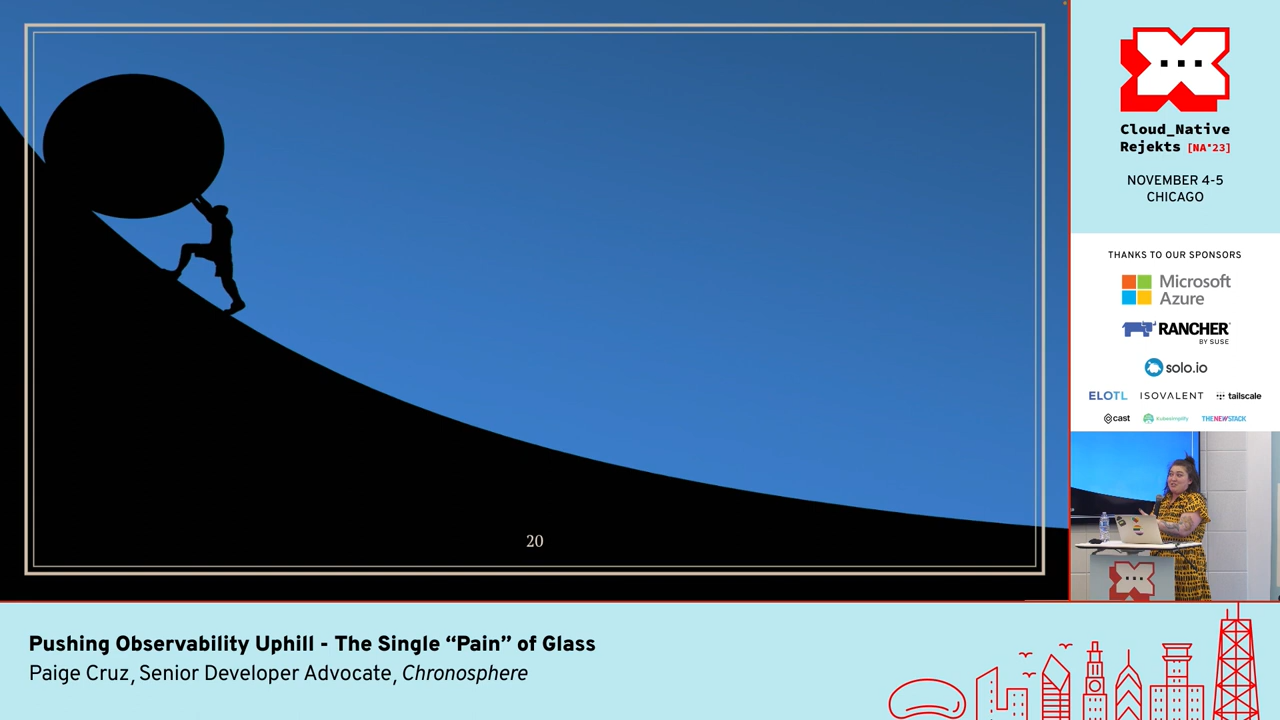 20
Cloud_Native
Rejekts [NA'23]
NOVEMBER 4-5
CHICAGO
THANKS TO OUR SPONSORS
Microsoft
Azure
RANCHER
BY SUSE
solo.io
ELOTL ISOVALENT tailscale
cast kubesimplify THENEWSTACK
Pushing Observability Uphill - The Single “Pain” of Glass
Paige Cruz, Senior Developer Advocate, Chronosphere